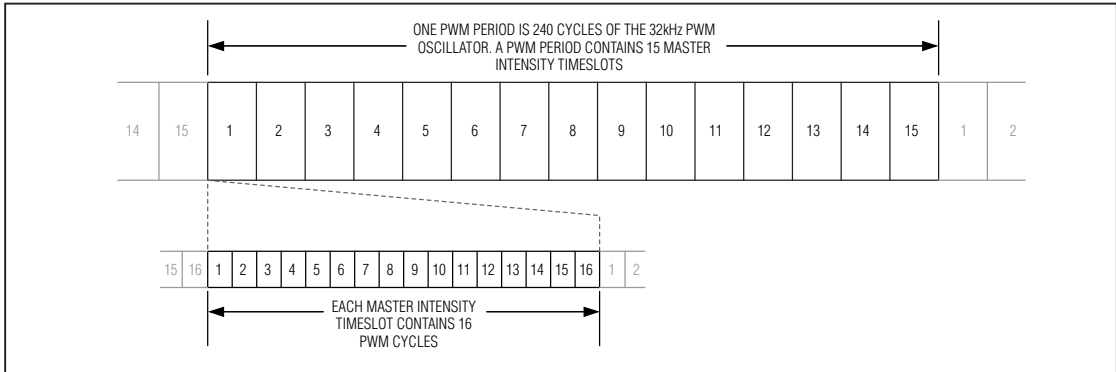 ONE PWM PERIOD IS 240 CYCLES OF THE 32kHz PWM
OSCILLATOR. A PWM PERIOD CONTAINS 15 MASTER
INTENSITY TIMESLOTS
14 15 1 2 3 4 5 6 7 8 9 10 11 12 13 14 15 1 2
15 16 1 2 3 4 5 6 7 8 9 10 11 12 13 14 15 16 1 2
EACH MASTER INTENSITY
TIMESLOT CONTAINS 16
PWM CYCLES